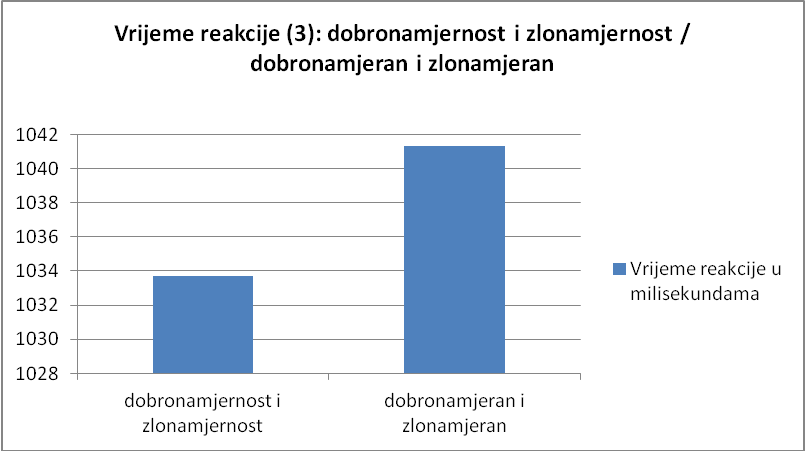 Vrijeme reakcije (3): dobronamjernost i zlonamjernost /
dobronamjeran i zlonamjeran
1042
1040
1038
1036
1034
1032
1030
1028
dobronamjernost i
zlonamjernost
dobronamjeran i
zlonamjeran
Vrijeme reakcije u
milisekundama